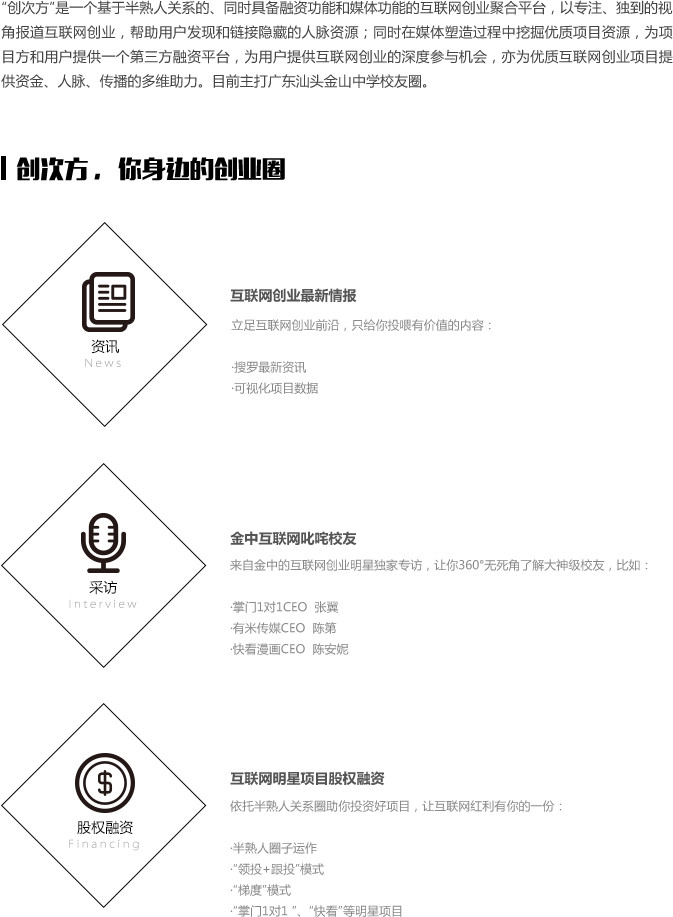 “创次方”是一个基于半熟人关系的、同时具备融资功能和媒体功能的互联网创业聚合平台，以专注、独到的视
角报道互联网创业，帮助用户发现和链接隐藏的人脉资源；同时在媒体塑造过程中挖掘优质项目资源，为项
目方和用户提供一个第三方融资平台，为用户提供互联网创业的深度参与机会，亦为优质互联网创业项目提
供资金、人脉、传播的多维助力。目前主打广东汕头金山中学校友圈。
创次方，你身边的创业圈
资讯
News
互联网创业最新情报
立足互联网创业前沿，只给你投喂有价值的内容：
·搜罗最新资讯
·可视化项目数据
采访
Interview
金中互联网叱咤校友
来自金中的互联网创业明星独家专访，让你360°无死角了解大神级校友，比如：
·掌门1对1CEO 张翼
·有米传媒CEO 陈第
·快看漫画CEO 陈安妮
股权融资
Financing
互联网明星项目股权融资
依托半熟人关系圈助你投资好项目，让互联网红利有你的一份：
·半熟人圈子运作
·“领投+跟投”模式
·“梯度”模式
·“掌门1对1 ”、“快看”等明星项目